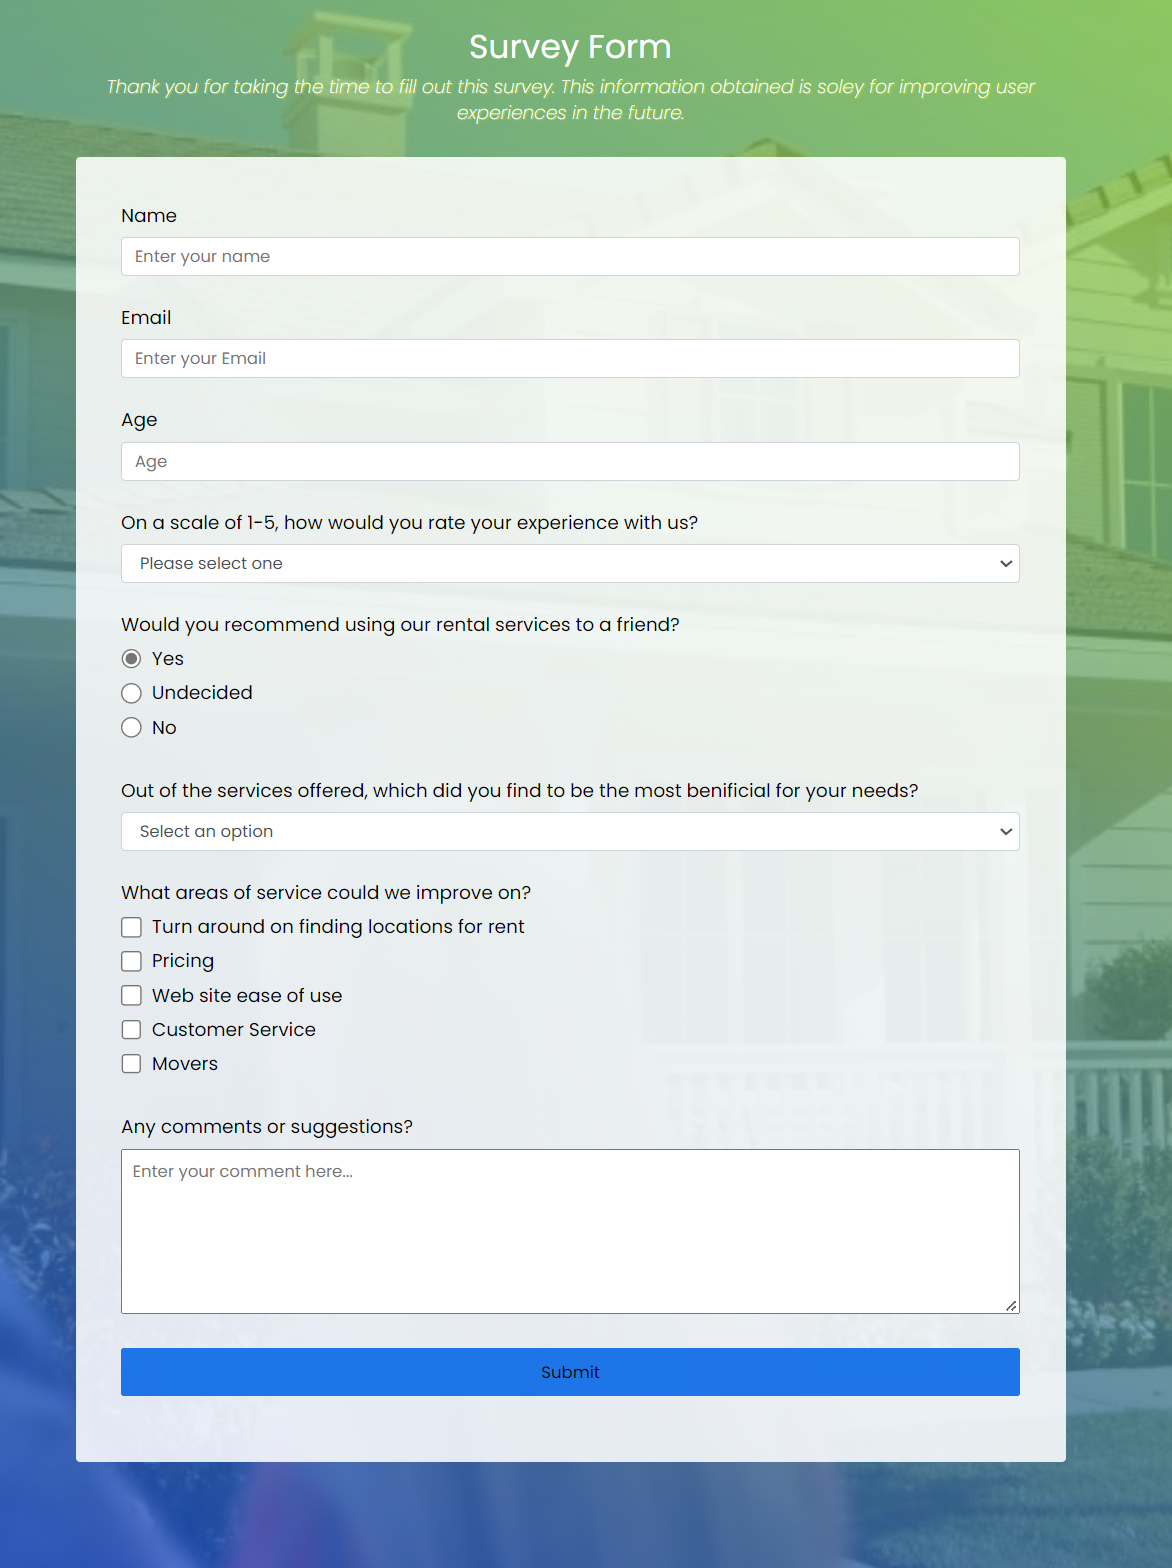 Survey Form
Thank you for taking the time to fill out this survey. This information obtained is soley for improving user
experiences in the future.
Name
Enter your name
Email
Enter your Email
Age
Age
On a scale of 1-5, how would you rate your experience with us?
Please select one
Would you recommend using our rental services to a friend?
Yes
Undecided
No
Out of the services offered, which did you find to be the most benificial for your needs?
Select an option
What areas of service could we improve on?
Turn around on finding locations for rent
Pricing
Web site ease of use
Customer Service
Movers
Any comments or suggestions?
Enter your comment here...
Submit